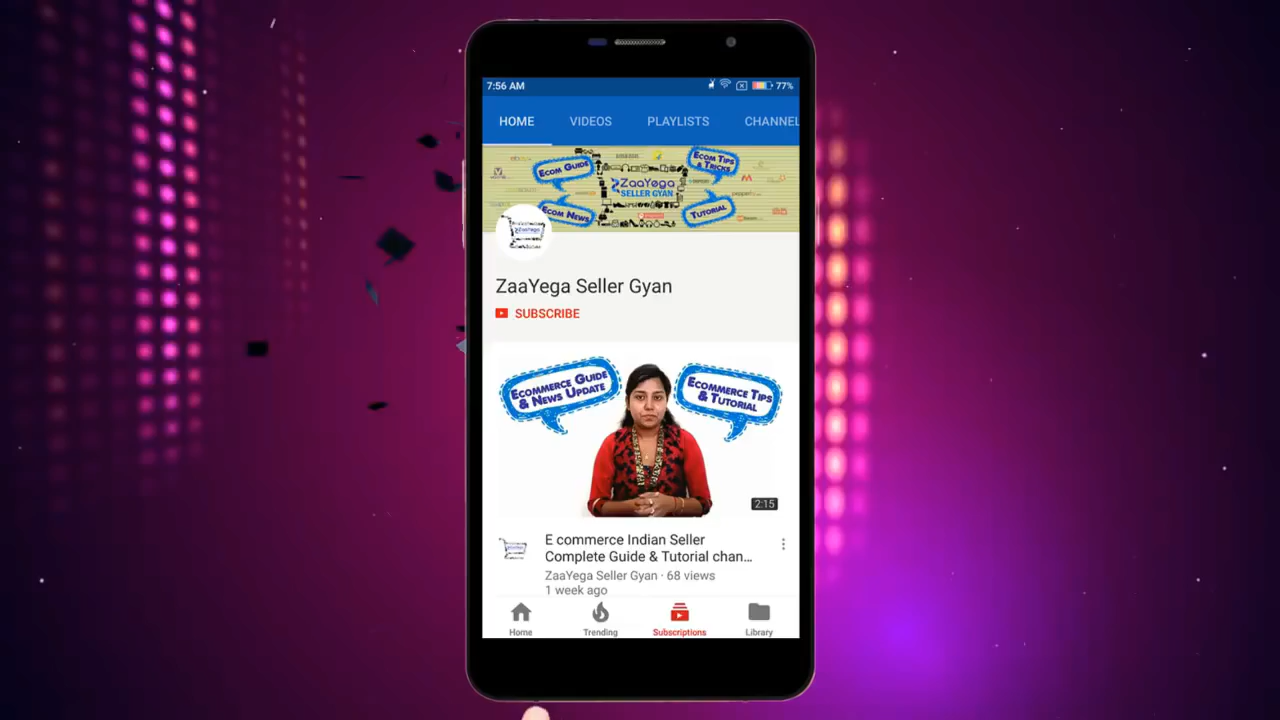 7:56 AM
77%
HOME
VIDEOS
PLAYLISTS
CHANNEL
ECOM GUIDE
ECOM TIPS
& TRICKS
ZaaYega
SELLER GYAN
ECOM NEWS
TUTORIAL
ZaaYega Seller Gyan
SUBSCRIBE
ECOMMERCE GUIDE
& NEWS UPDATE
ECOMMERCE TIPS
& TUTORIAL
2:15
E commerce Indian Seller
Complete Guide & Tutorial chan...
ZaaYega Seller Gyan · 68 views
1 week ago
Home
Trending
Subscriptions
Library